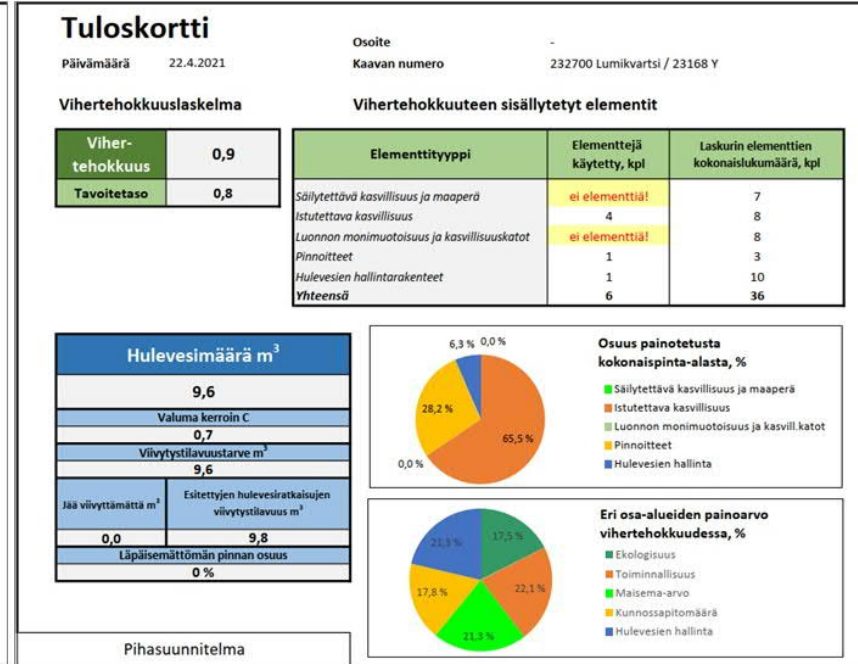 Tuloskortti
Osoite -
Päivämäärä 22.4.2021 Kaavan numero 232700 Lumikvartsi / 23168 Y
Vihertehokkuuslaskelma Vihertehokkuuteen sisällytetyt elementit
Viher-
tehokkuus 0,9
Tavoitetaso 0,8
Elementtityyppi Elementtejä käytetty, kpl Laskurin elementtien kokonaislukumäärä, kpl
Säilytettävä kasvillisuus ja maaperä ei elementtiä! 7
Istutettava kasvillisuus 4 8
Luonnon monimuotoisuus ja kasvillisuuskatot ei elementtiä! 8
Pinnoitteet 1 3
Hulevesien hallintarakenteet 1 10
Yhteensä 6 36
Hulevesimäärä m³
9,6
Valuma kerroin C
0,7
Viivytystilavuustarve m³
9,6
Jää viivyttämättä m³ Esitettyjen hulevesiratkaisujen viivytystilavuus m³
0,0 9,8
Läpäisemättömän pinnan osuus
0 %
Pihasuunnitelma
Osuus painotetusta
kokonaispinta-alasta, %
6,3 % 0,0 %
28,2 %
65,5 %
0,0 %
Säilytettävä kasvillisuus ja maaperä
Istutettava kasvillisuus
Luonnon monimuotoisuus ja kasvill.katot
Pinnoitteet
Hulevesien hallinta
Eri osa-alueiden painoarvo
vihertehokkuudessa, %
21,3 % 17,5 %
17,8 % 22,1 %
21,3 %
Ekologisuus
Toiminnallisuus
Maisema-arvo
Kunnossapitomäärä
Hulevesien hallinta